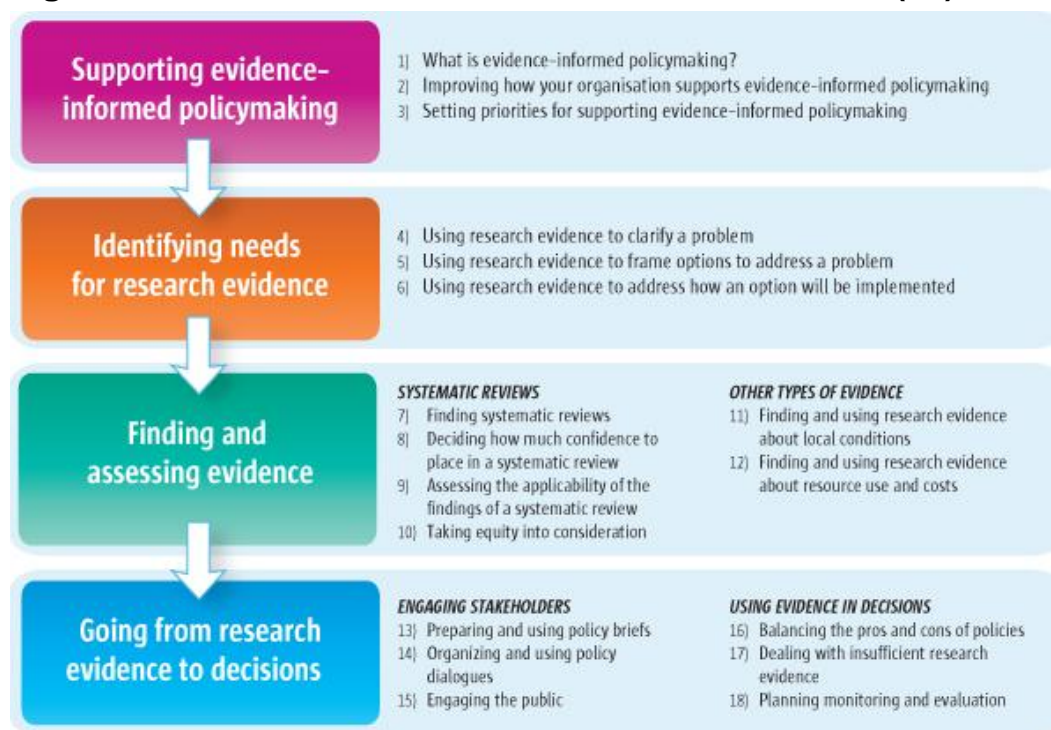 Supporting evidence-
informed policymaking
1) What is evidence-informed policymaking?
2) Improving how your organisation supports evidence-informed policymaking
3) Setting priorities for supporting evidence-informed policymaking
Identifying needs
for research evidence
4) Using research evidence to clarify a problem
5) Using research evidence to frame options to address a problem
6) Using research evidence to address how an option will be implemented
Finding and
assessing evidence
SYSTEMATIC REVIEWS
7) Finding systematic reviews
8) Deciding how much confidence to
place in a systematic review
9) Assessing the applicability of the
findings of a systematic review
10) Taking equity into consideration
OTHER TYPES OF EVIDENCE
11) Finding and using research evidence
about local conditions
12) Finding and using research evidence
about resource use and costs
Going from research
evidence to decisions
ENGAGING STAKEHOLDERS
13) Preparing and using policy briefs
14) Organizing and using policy
dialogues
15) Engaging the public
USING EVIDENCE IN DECISIONS
16) Balancing the pros and cons of policies
17) Dealing with insufficient research
evidence
18) Planning monitoring and evaluation